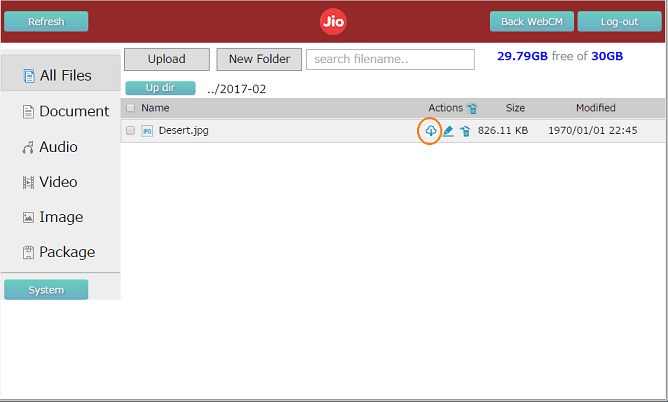 Refresh
Jio
Back WebCM
Log-out
All Files
Document
Audio
Video
Image
Package
System
Upload
New Folder
search filename..
29.79GB free of 30GB
Up dir
../2017-02
Name Actions Size Modified
JPG Desert.jpg 826.11 KB 1970/01/01 22:45